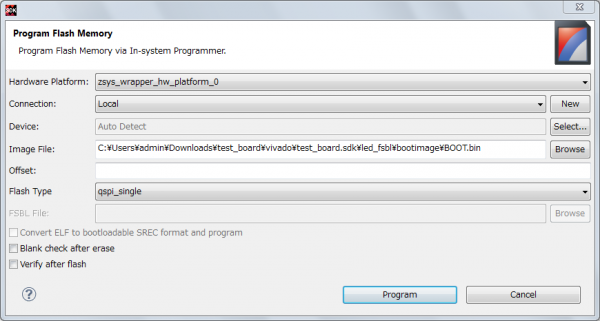 SDK
Program Flash Memory
Program Flash Memory via In-system Programmer.
Hardware Platform: zsys_wrapper_hw_platform_0
Connection: Local New
Device: Auto Detect Select...
Image File: C:¥Users¥admin¥Downloads¥test_board¥vivado¥test_board.sdk¥led_fsbl¥bootimage¥BOOT.bin Browse
Offset:
Flash Type qspi_single
FSBL File: Browse
Convert ELF to bootloadable SREC format and program
Blank check after erase
Verify after flash
? Program Cancel